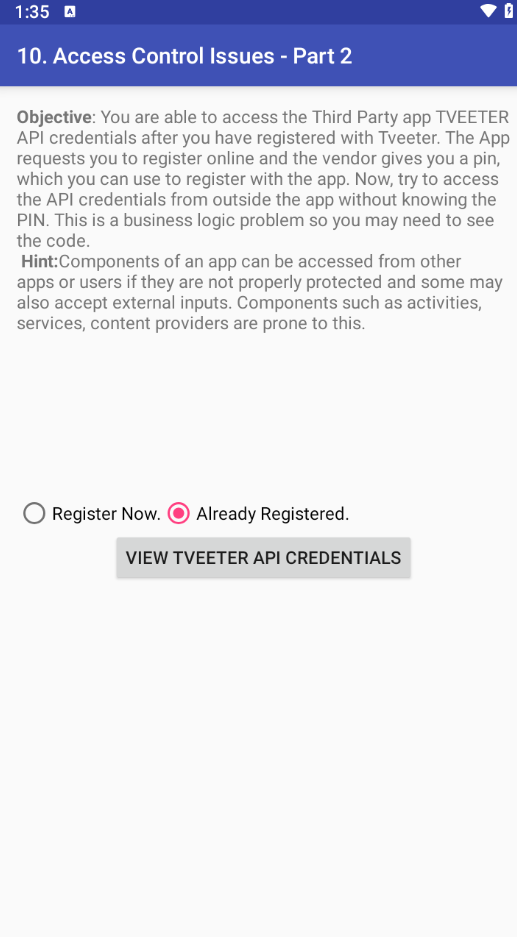 1:35 A
10. Access Control Issues - Part 2
Objective: You are able to access the Third Party app TVEETER
API credentials after you have registered with Tveeter. The App
requests you to register online and the vendor gives you a pin,
which you can use to register with the app. Now, try to access
the API credentials from outside the app without knowing the
PIN. This is a business logic problem so you may need to see
the code.
Hint:Components of an app can be accessed from other
apps or users if they are not properly protected and some may
also accept external inputs. Components such as activities,
services, content providers are prone to this.
Register Now. Already Registered.
VIEW TVEETER API CREDENTIALS